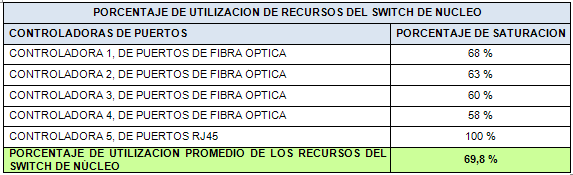 PORCENTAJE DE UTILIZACION DE RECURSOS DEL SWITCH DE NUCLEO
CONTROLADORAS DE PUERTOS PORCENTAJE DE SATURACION
CONTROLADORA 1, DE PUERTOS DE FIBRA OPTICA 68 %
CONTROLADORA 2, DE PUERTOS DE FIBRA OPTICA 63 %
CONTROLADORA 3, DE PUERTOS DE FIBRA OPTICA 60 %
CONTROLADORA 4, DE PUERTOS DE FIBRA OPTICA 58 %
CONTROLADORA 5, DE PUERTOS RJ45 100 %
PORCENTAJE DE UTILIZACION PROMEDIO DE LOS RECURSOS DEL
SWITCH DE NÚCLEO 69,8 %